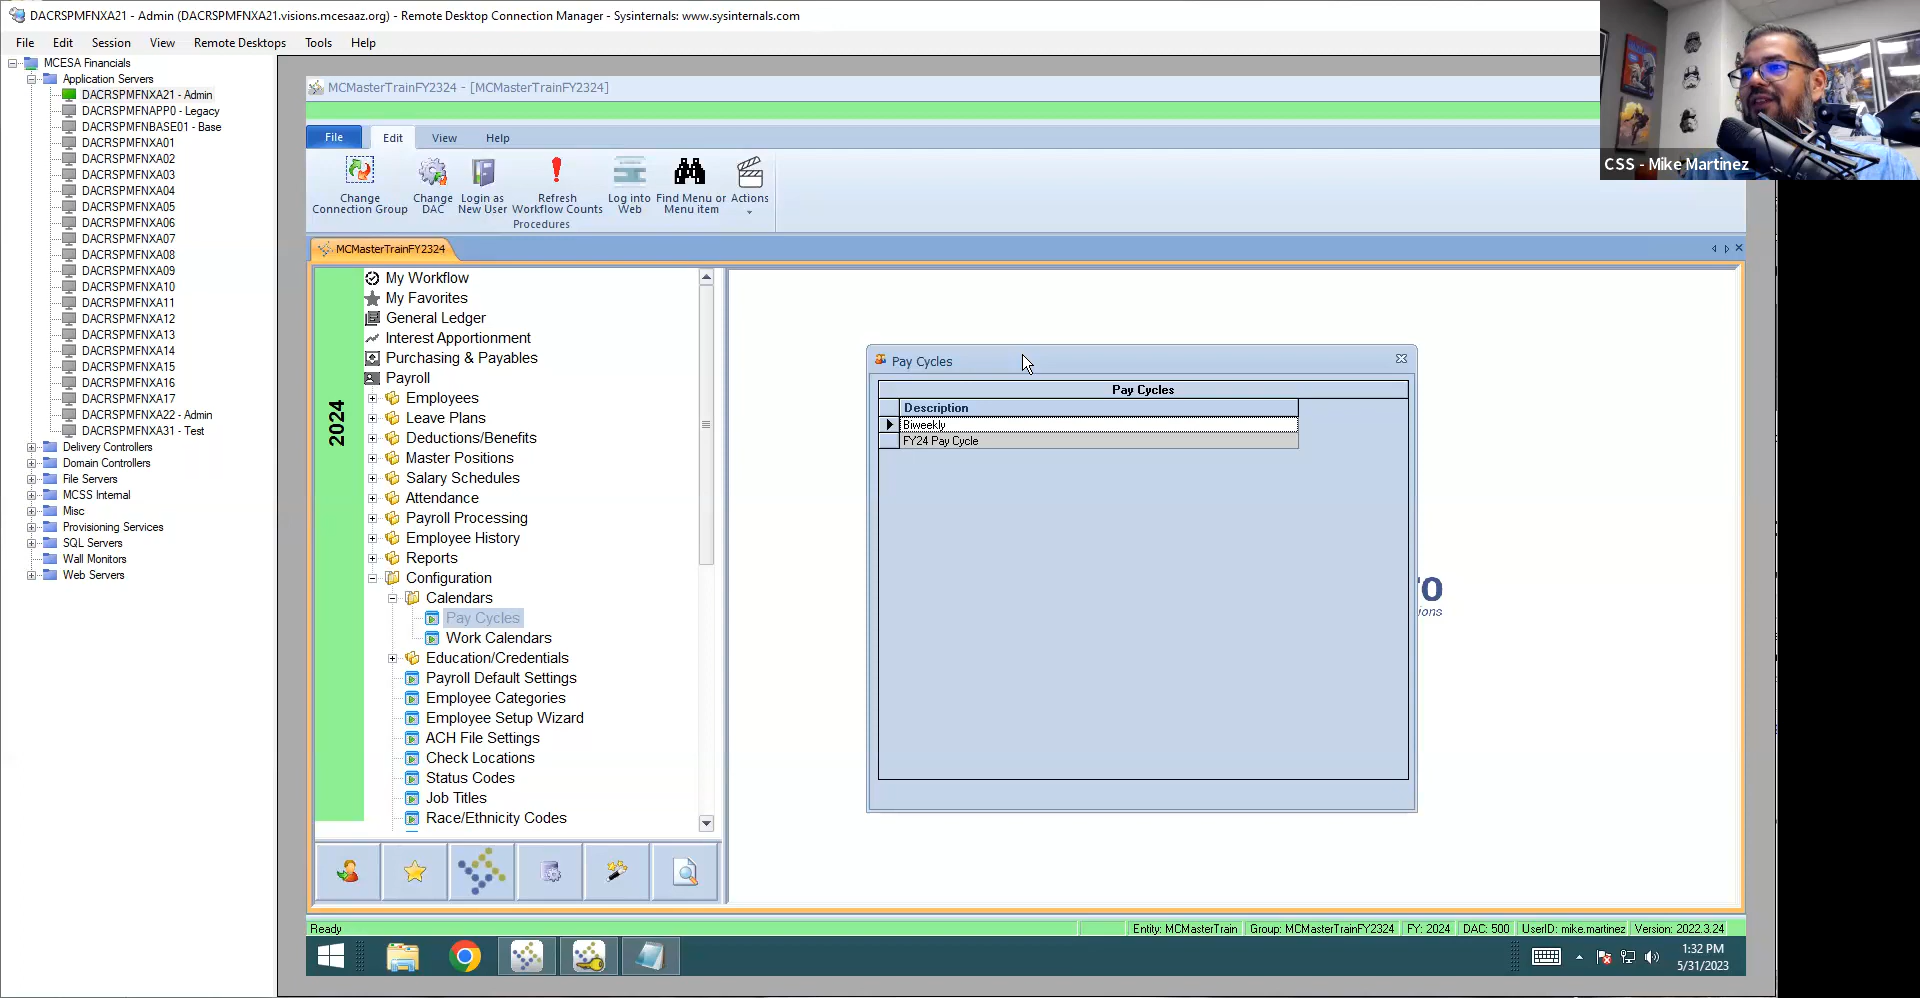 DACRSPMFNXA21 - Admin (DACRSPMFNXA21.visions.mcesaaz.org) - Remote Desktop Connection Manager - Sysinternals: www.sysinternals.com
File Edit Session View Remote Desktops Tools Help
MCESA Financials
Application Servers
DACRSPMFNXA21 - Admin
DACRSPMFNAPP0 - Legacy
DACRSPMFNBASE01 - Base
DACRSPMFNXA01
DACRSPMFNXA02
DACRSPMFNXA03
DACRSPMFNXA04
DACRSPMFNXA05
DACRSPMFNXA06
DACRSPMFNXA07
DACRSPMFNXA08
DACRSPMFNXA09
DACRSPMFNXA10
DACRSPMFNXA11
DACRSPMFNXA12
DACRSPMFNXA13
DACRSPMFNXA14
DACRSPMFNXA15
DACRSPMFNXA16
DACRSPMFNXA17
DACRSPMFNXA22 - Admin
DACRSPMFNXA31 - Test
Delivery Controllers
Domain Controllers
File Servers
MCSS Internal
Misc
Provisioning Services
SQL Servers
Wall Monitors
Web Servers
MCMasterTrainFY2324 - [MCMasterTrainFY2324]
File Edit View Help
Change Connection Group
Change DAC
Login as New User
Refresh Workflow Counts
Log into Web
Find Menu or Menu item
Actions
Procedures
MCMasterTrainFY2324
2024
My Workflow
My Favorites
General Ledger
Interest Apportionment
Purchasing & Payables
Payroll
Employees
Leave Plans
Deductions/Benefits
Master Positions
Salary Schedules
Attendance
Payroll Processing
Employee History
Reports
Configuration
Calendars
Pay Cycles
Work Calendars
Education/Credentials
Payroll Default Settings
Employee Categories
Employee Setup Wizard
ACH File Settings
Check Locations
Status Codes
Job Titles
Race/Ethnicity Codes
Pay Cycles
Pay Cycles
Description
Biweekly
FY24 Pay Cycle
ro
ions
CSS - Mike Martinez
Ready
Entity: MCMasterTrain Group: MCMasterTrainFY2324 FY: 2024 DAC: 500 UserID: mike.martinez Version: 2022.3.24
1:32 PM
5/31/2023